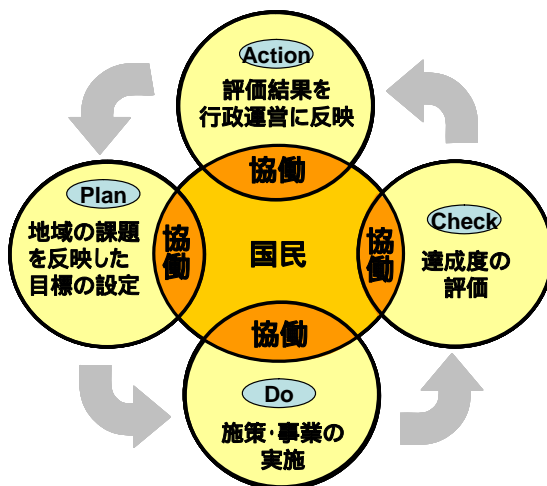 Action
評価結果を
行政運営に反映
協働
Plan
地域の課題
を反映した
目標の設定
協働
国民
協働
Check
達成度の
評価
協働
Do
施策・事業の
実施